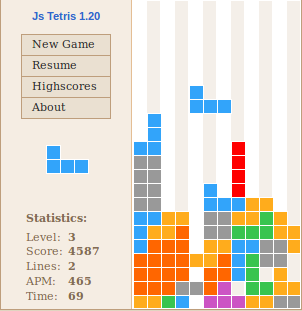 Js Tetris 1.20
New Game
Resume
Highscores
About
Statistics:
Level: 3
Score: 4587
Lines: 2
APM: 465
Time: 69